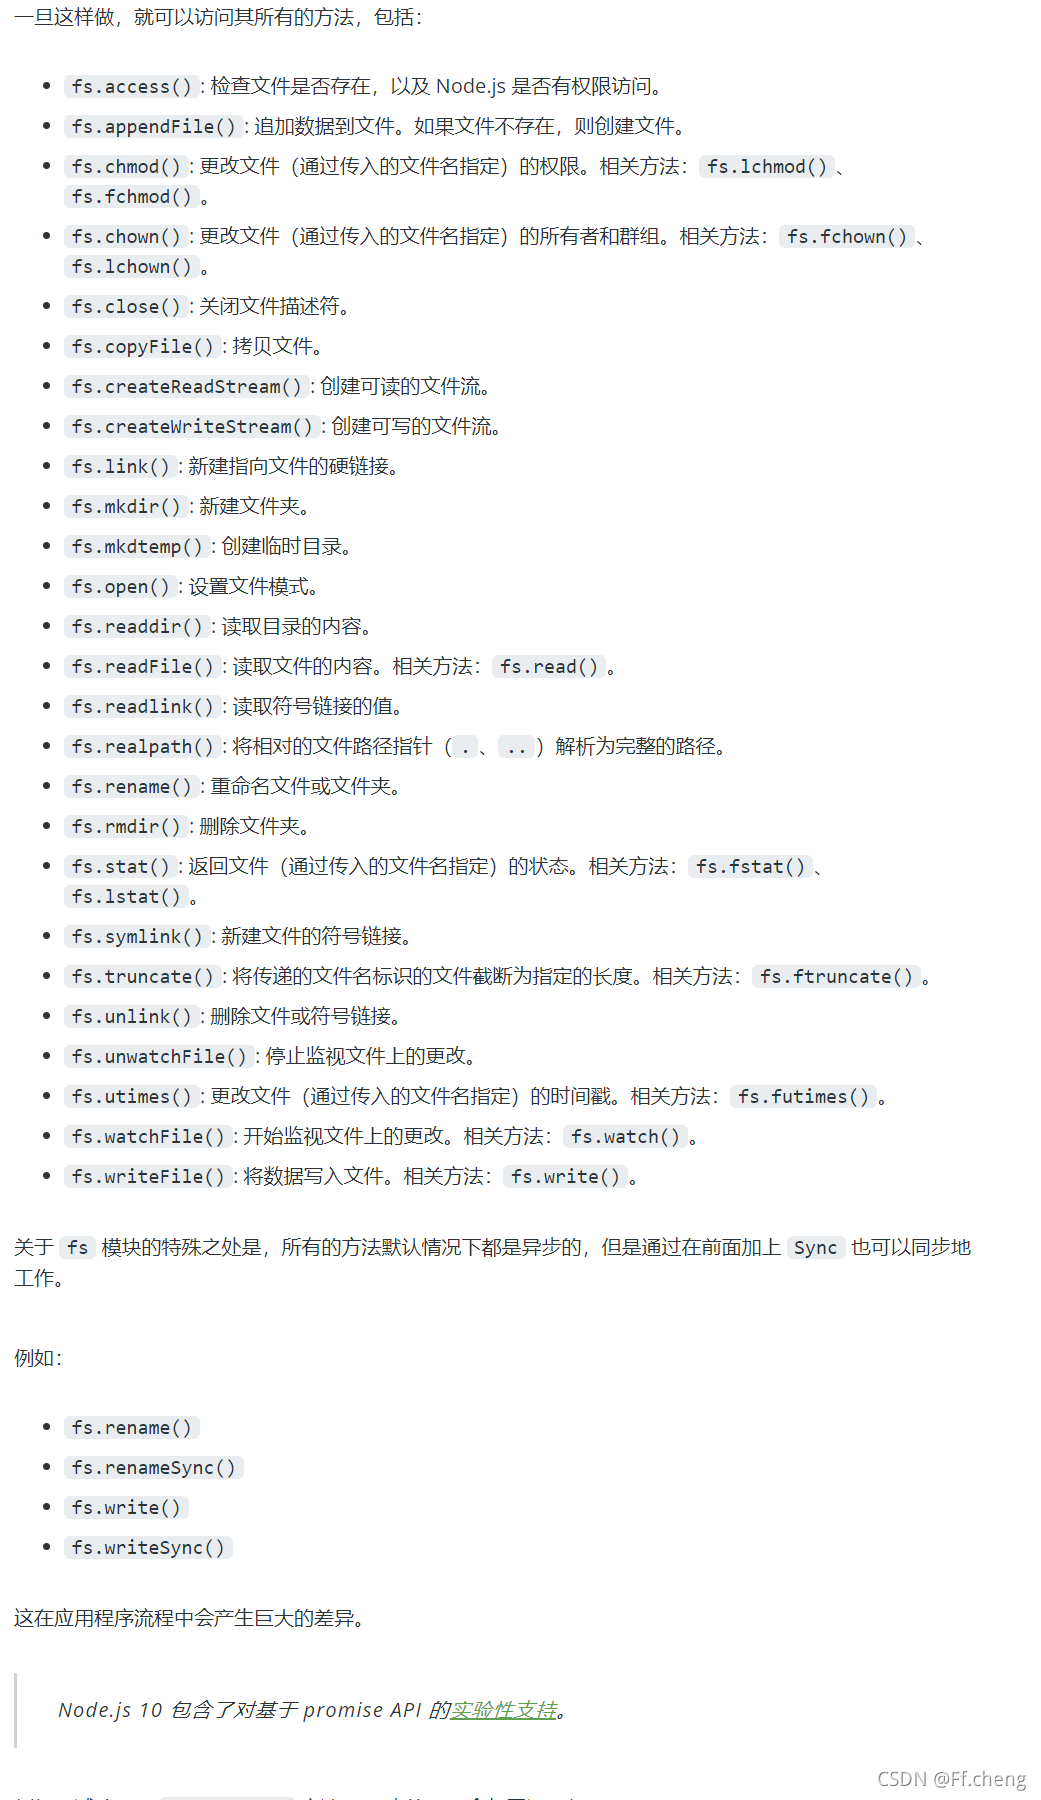 一旦这样做，就可以访问其所有的方法，包括：
fs.access(): 检查文件是否存在，以及 Node.js 是否有权限访问。
fs.appendFile(): 追加数据到文件。如果文件不存在，则创建文件。
fs.chmod(): 更改文件（通过传入的文件名指定）的权限。相关方法：fs.lchmod()、
fs.fchmod()。
fs.chown(): 更改文件（通过传入的文件名指定）的所有者和群组。相关方法：fs.fchown()、
fs.lchown()。
fs.close(): 关闭文件描述符。
fs.copyFile(): 拷贝文件。
fs.createReadStream(): 创建可读的文件流。
fs.createWriteStream(): 创建可写的文件流。
fs.link(): 新建指向文件的硬链接。
fs.mkdir(): 新建文件夹。
fs.mkdtemp(): 创建临时目录。
fs.open(): 设置文件模式。
fs.readdir(): 读取目录的内容。
fs.readFile(): 读取文件的内容。相关方法：fs.read()。
fs.readlink(): 读取符号链接的值。
fs.realpath(): 将相对的文件路径指针（.、..）解析为完整的路径。
fs.rename(): 重命名文件或文件夹。
fs.rmdir(): 删除文件夹。
fs.stat(): 返回文件（通过传入的文件名指定）的状态。相关方法：fs.fstat()、
fs.lstat()。
fs.symlink(): 新建文件的符号链接。
fs.truncate(): 将传递的文件名标识的文件截断为指定的长度。相关方法：fs.ftruncate()。
fs.unlink(): 删除文件或符号链接。
fs.unwatchFile(): 停止监视文件上的更改。
fs.utimes(): 更改文件（通过传入的文件名指定）的时间戳。相关方法：fs.futimes()。
fs.watchFile(): 开始监视文件上的更改。相关方法：fs.watch()。
fs.writeFile(): 将数据写入文件。相关方法：fs.write()。
关于 fs 模块的特殊之处是，所有的方法默认情况下都是异步的，但是通过在前面加上 Sync 也可以同步地
工作。
例如：
fs.rename()
fs.renameSync()
fs.write()
fs.writeSync()
这在应用程序流程中会产生巨大的差异。
Node.js 10 包含了对基于 promise API 的实验性支持。
CSDN @Ff.cheng